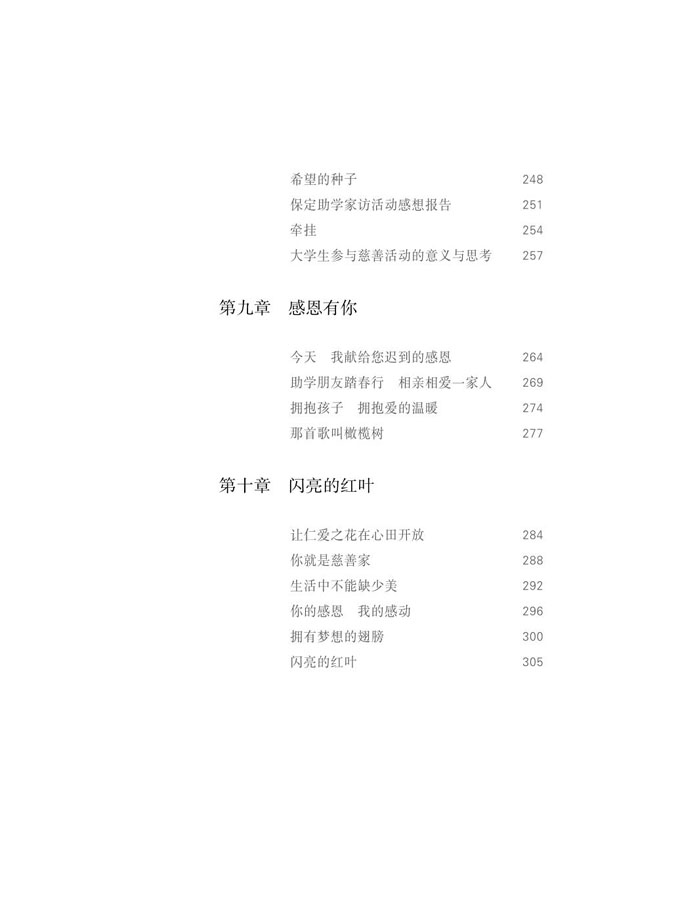 希望的种子 248
保定助学家访活动感想报告 251
牵挂 254
大学生参与慈善活动的意义与思考 257
第九章　感恩有你
今天　我献给您迟到的感恩 264
助学朋友踏春行　相亲相爱一家人 269
拥抱孩子　拥抱爱的温暖 274
那首歌叫橄榄树 277
第十章　闪亮的红叶
让仁爱之花在心田开放 284
你就是慈善家 288
生活中不能缺少美 292
你的感恩　我的感动 296
拥有梦想的翅膀 300
闪亮的红叶 305